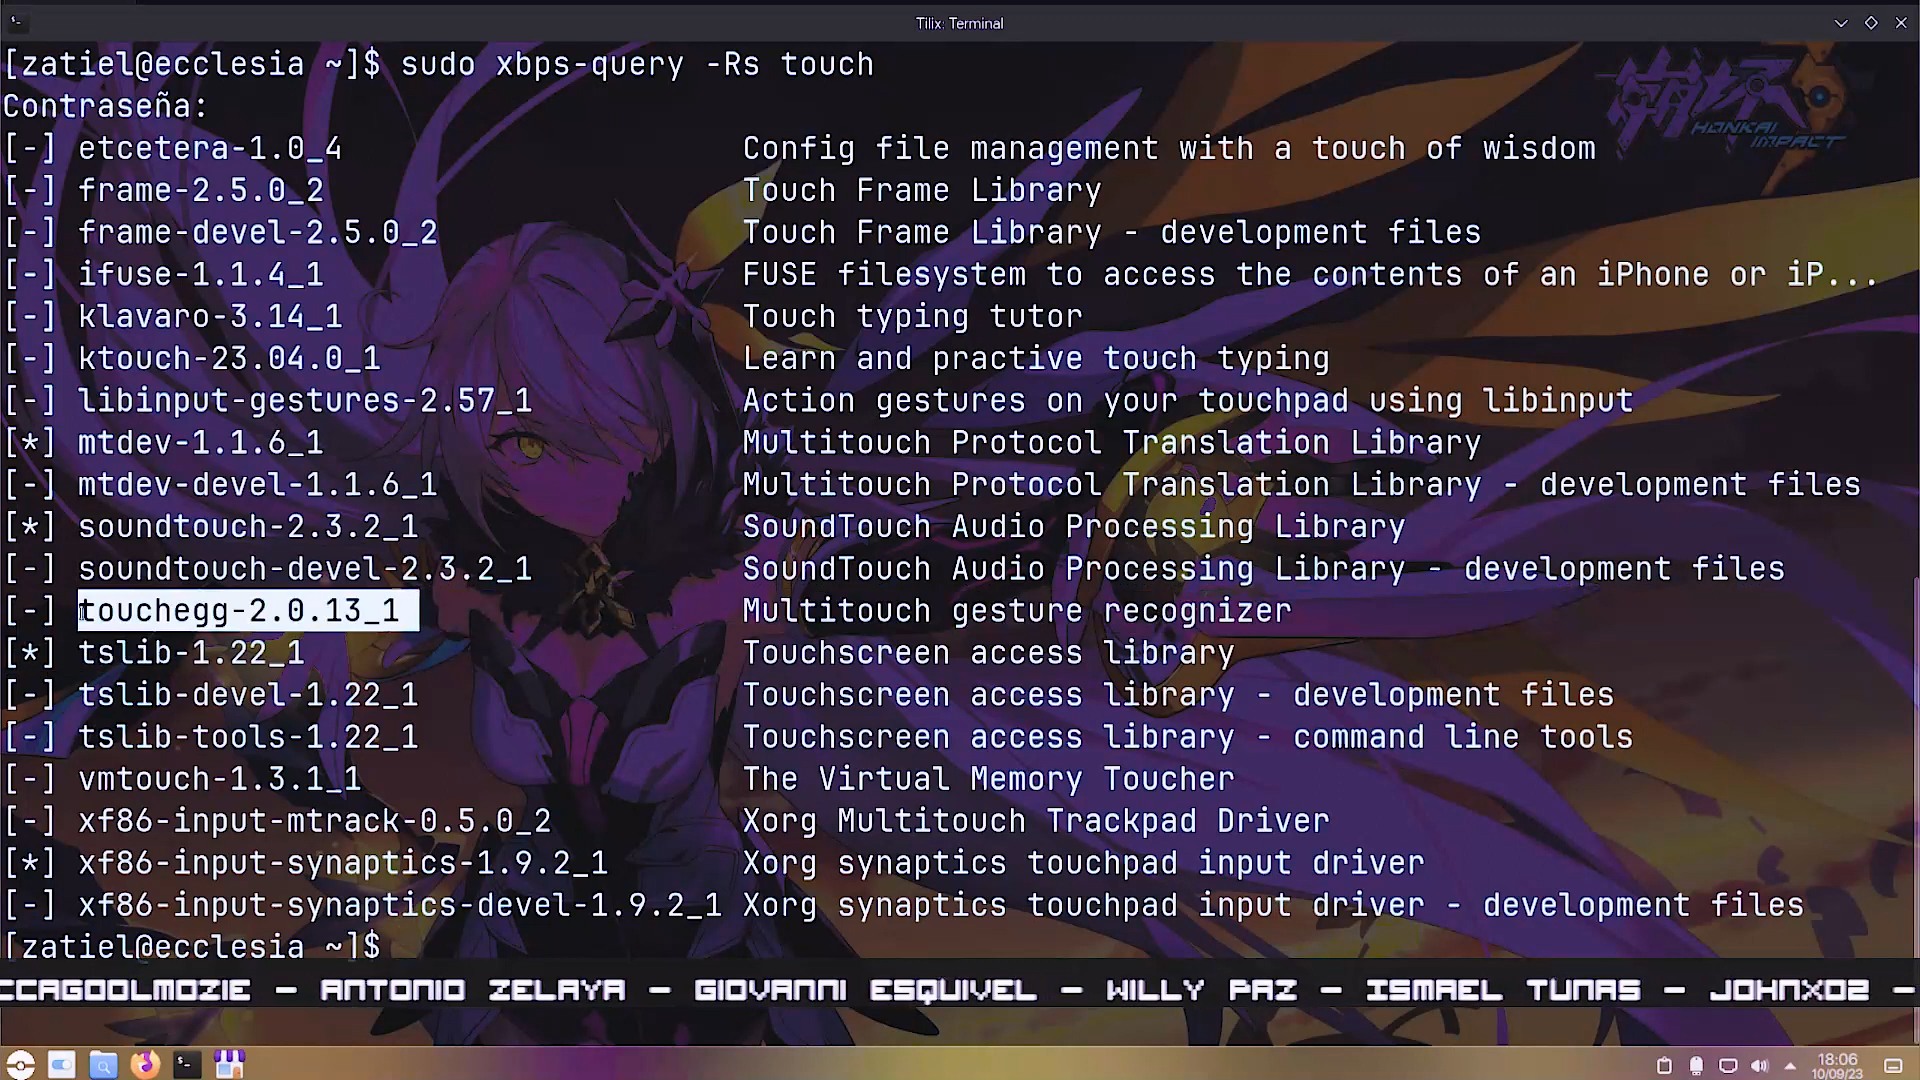 Tilix: Terminal
[zatiel@ecclesia ~]$ sudo xbps-query -Rs touch
Contraseña:
[-] etcetera-1.0_4 Config file management with a touch of wisdom
[-] frame-2.5.0_2 Touch Frame Library
[-] frame-devel-2.5.0_2 Touch Frame Library - development files
[-] ifuse-1.1.4_1 FUSE filesystem to access the contents of an iPhone or iP...
[-] klavaro-3.14_1 Touch typing tutor
[-] ktouch-23.04.0_1 Learn and practive touch typing
[-] libinput-gestures-2.57_1 Action gestures on your touchpad using libinput
[*] mtdev-1.1.6_1 Multitouch Protocol Translation Library
[-] mtdev-devel-1.1.6_1 Multitouch Protocol Translation Library - development files
[*] soundtouch-2.3.2_1 SoundTouch Audio Processing Library
[-] soundtouch-devel-2.3.2_1 SoundTouch Audio Processing Library - development files
[-] touchegg-2.0.13_1 Multitouch gesture recognizer
[*] tslib-1.22_1 Touchscreen access library
[-] tslib-devel-1.22_1 Touchscreen access library - development files
[-] tslib-tools-1.22_1 Touchscreen access library - command line tools
[-] vmtouch-1.3.1_1 The Virtual Memory Toucher
[-] xf86-input-mtrack-0.5.0_2 Xorg Multitouch Trackpad Driver
[*] xf86-input-synaptics-1.9.2_1 Xorg synaptics touchpad input driver
[-] xf86-input-synaptics-devel-1.9.2_1 Xorg synaptics touchpad input driver - development files
[zatiel@ecclesia ~]$
崩坏
HONKAI IMPACT
CCAGOOLMOZIE - ANTONIO ZELAYA - GIOVANNI ESQUIVEL - WILLY PAZ - ISMAEL TUNAS - JOHNX02 -
18:06
10/09/23